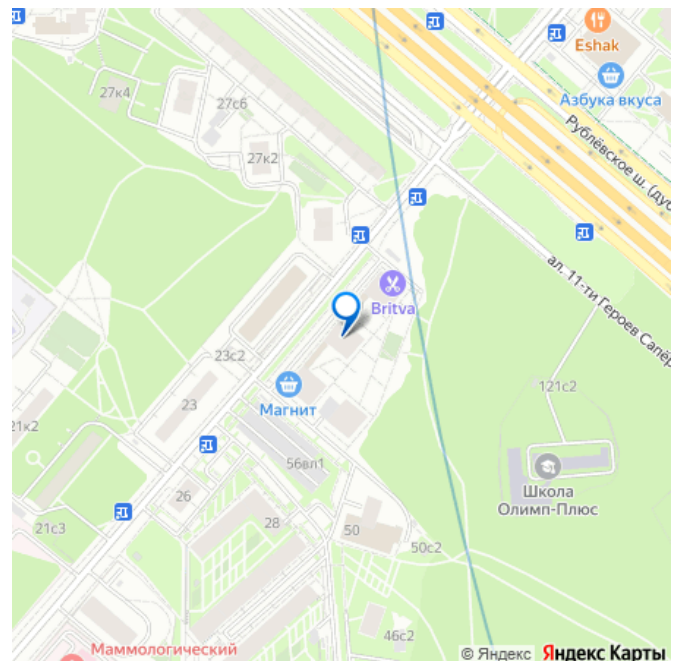 Eshak
27к4
27с6
Азбука вкуса
27к2
Рублёвское ш. (дус
ал. 11-ти Героев Сапёр
Britva
23с2
121с2
Магнит
23
21к2
56вл1
Школа
Олимп-Плюс
26
21с3
28
50
50с2
46с2
Маммологический
© Яндекс Яндекс Карты